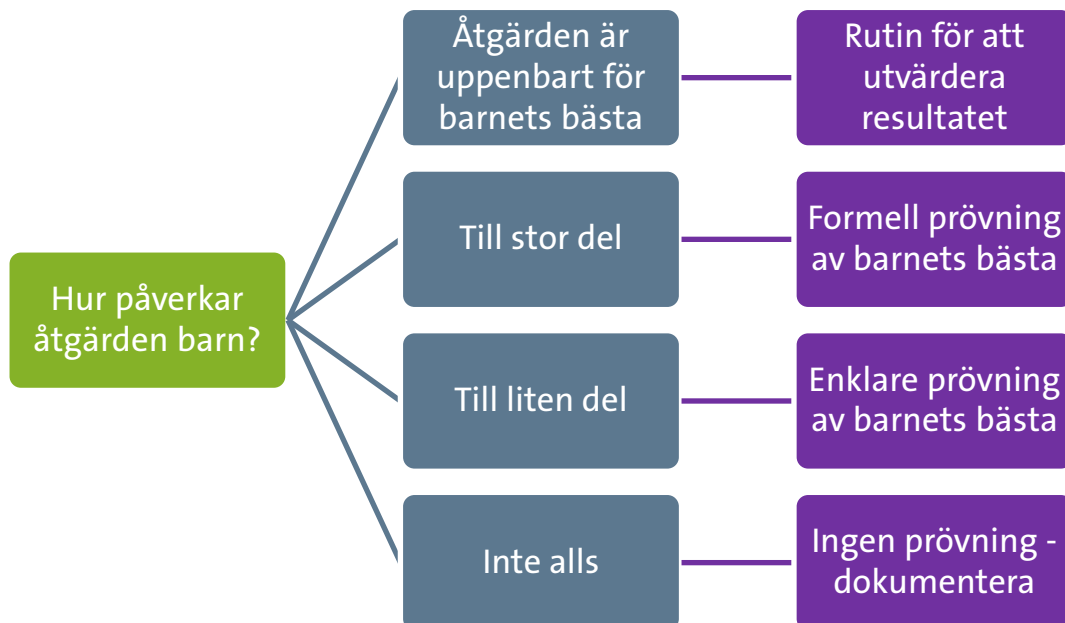 Hur påverkar
åtgärden barn?
Åtgärden är
uppenbart för
barnets bästa
Rutin för att
utvärdera
resultatet
Till stor del
Formell prövning
av barnets bästa
Till liten del
Enklare prövning
av barnets bästa
Inte alls
Ingen prövning -
dokumentera